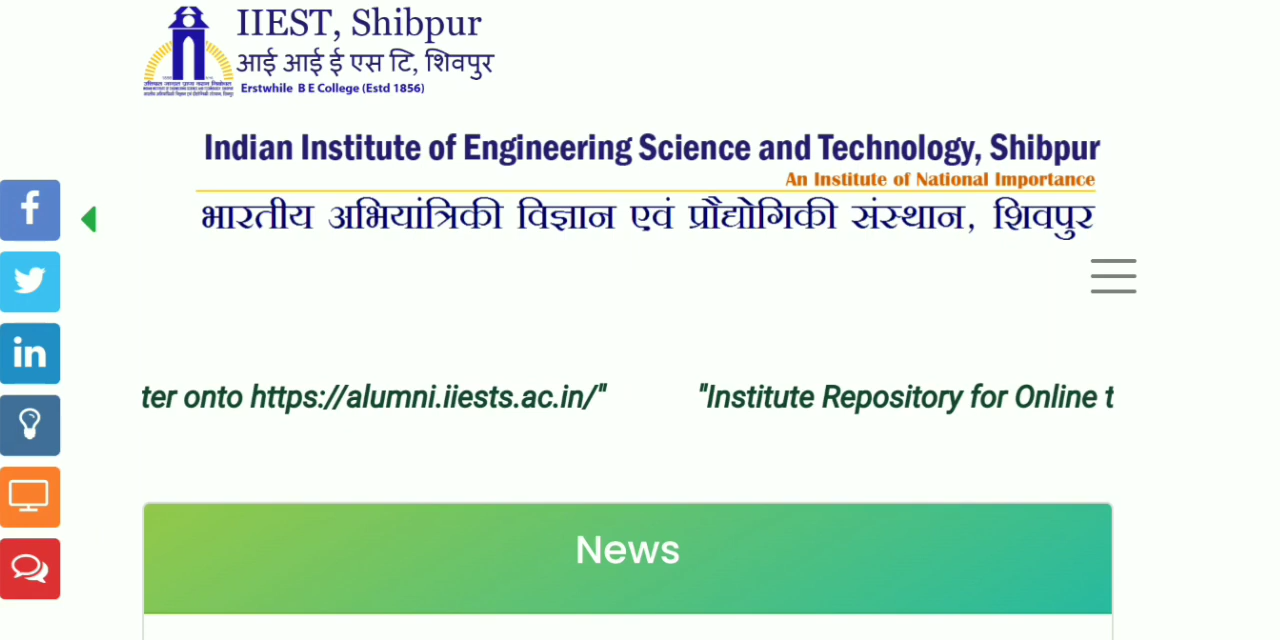 IIEST, Shibpur
आई आई ई एस टि, शिवपुर
Erstwhile B E College (Estd 1856)
Indian Institute of Engineering Science and Technology, Shibpur
An Institute of National Importance
भारतीय अभियांत्रिकी विज्ञान एवं प्रौद्योगिकी संस्थान, शिवपुर
ter onto https://alumni.iiests.ac.in/" "Institute Repository for Online t
News